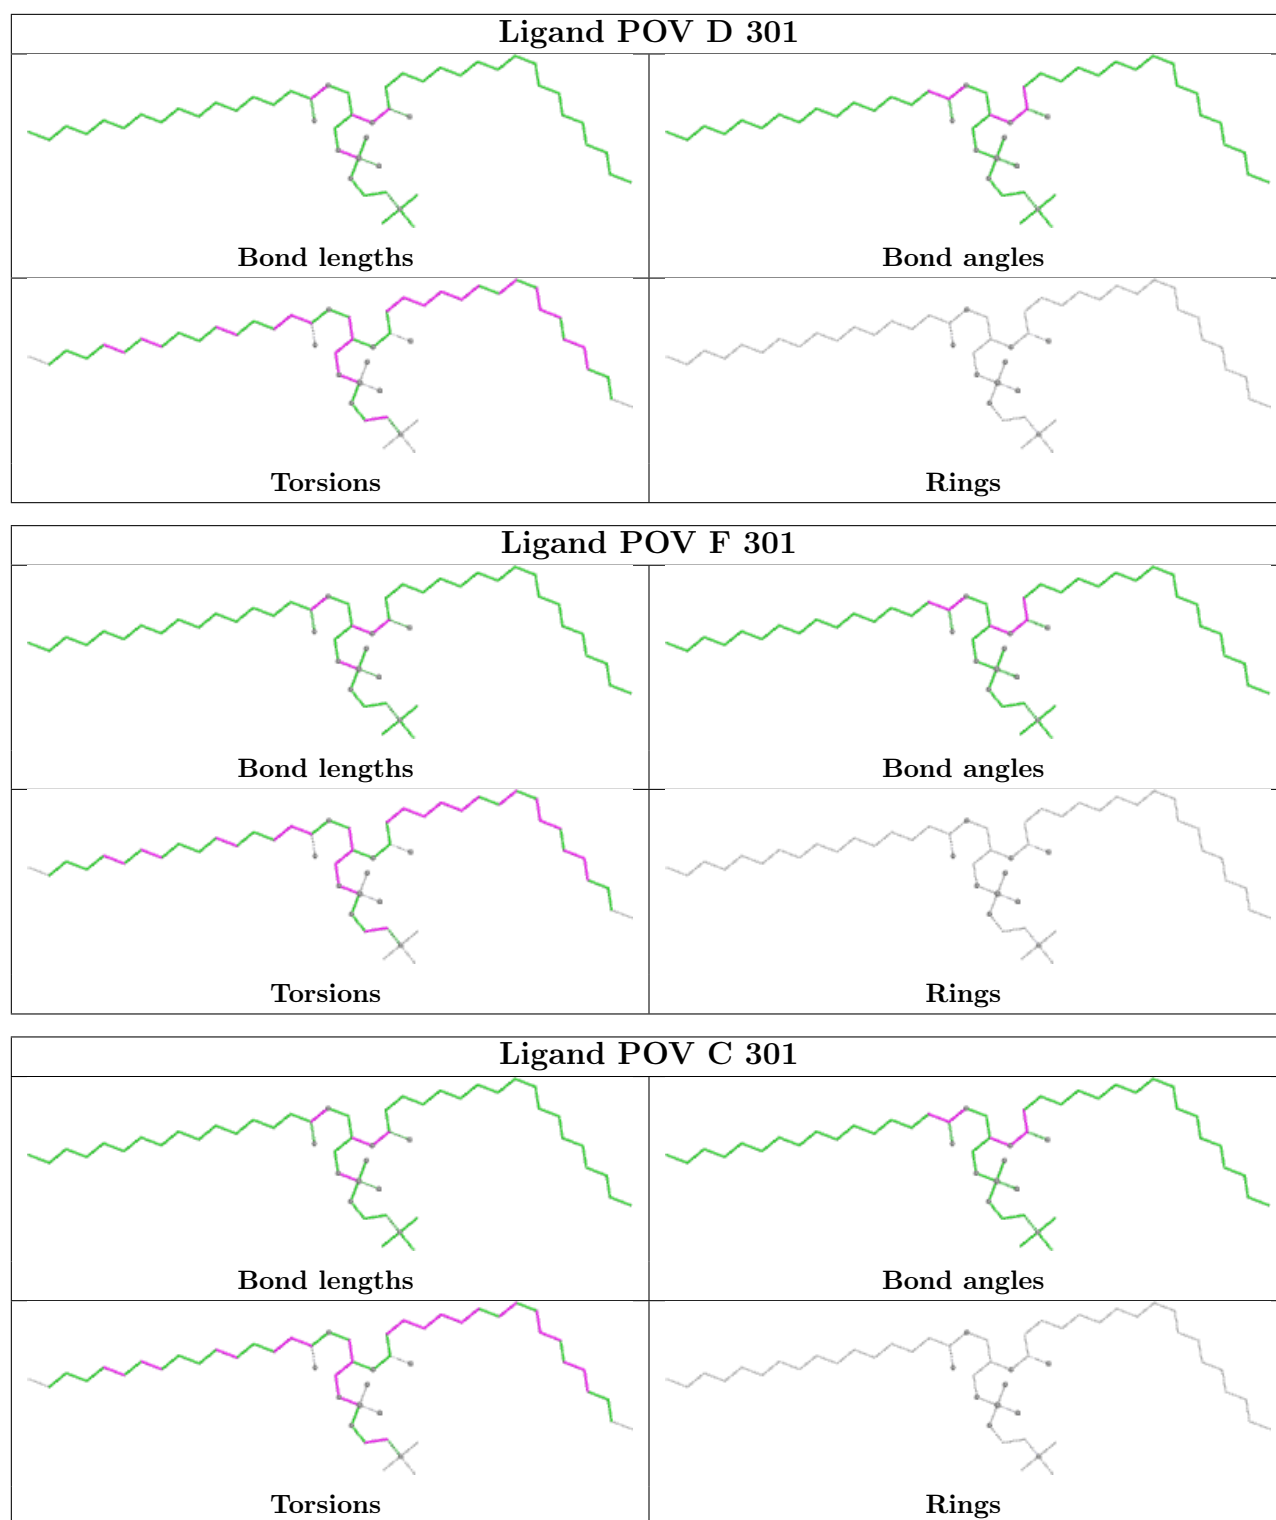 Ligand POV D 301
Bond lengths
Bond angles
Torsions
Rings
Ligand POV F 301
Bond lengths
Bond angles
Torsions
Rings
Ligand POV C 301
Bond lengths
Bond angles
Torsions
Rings